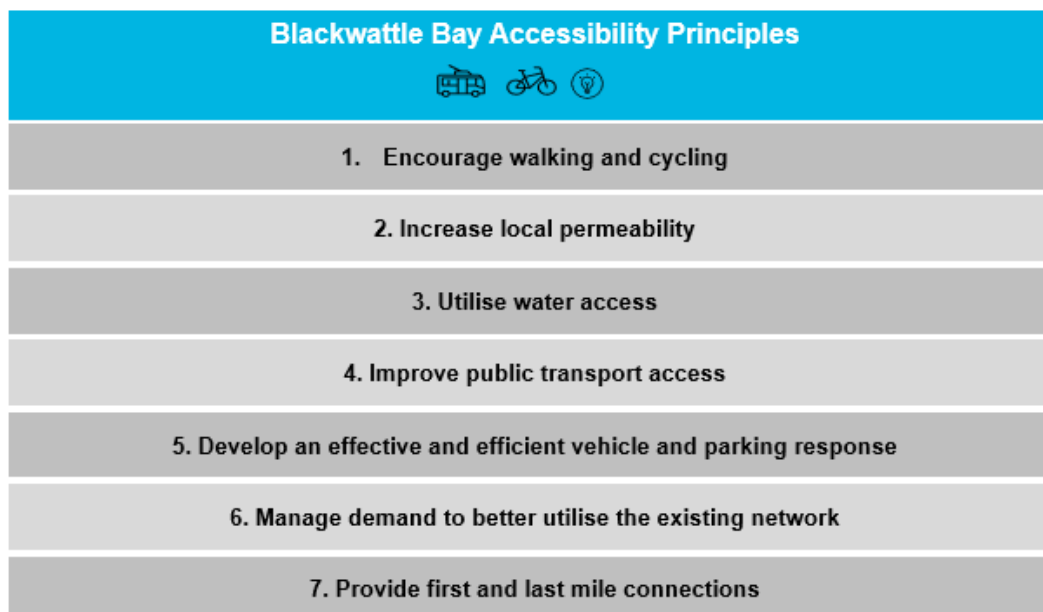 Blackwattle Bay Accessibility Principles
1. Encourage walking and cycling
2. Increase local permeability
3. Utilise water access
4. Improve public transport access
5. Develop an effective and efficient vehicle and parking response
6. Manage demand to better utilise the existing network
7. Provide first and last mile connections